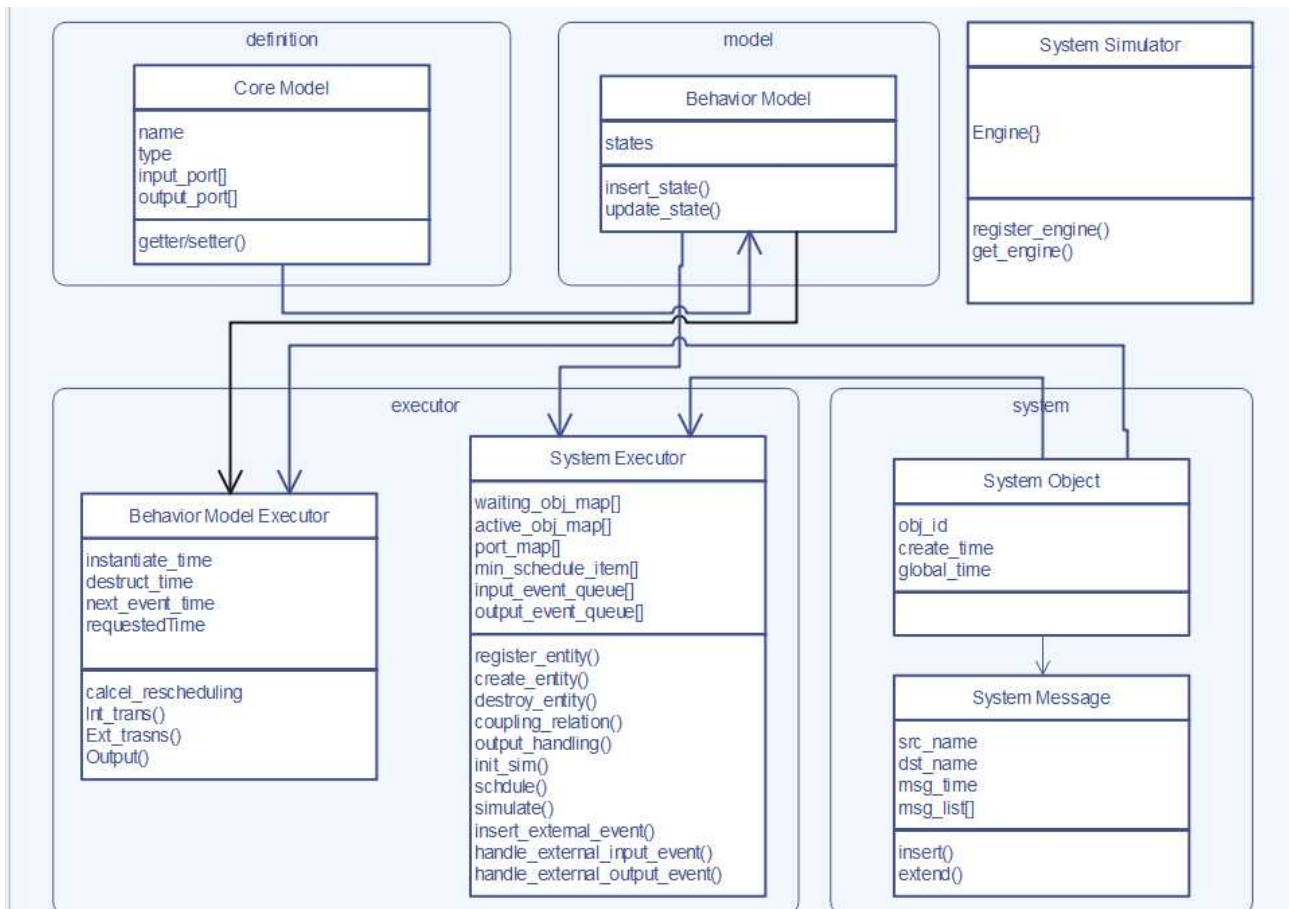 definition
Core Model
name
type
input_port[]
output_port[]
getter/setter()
model
Behavior Model
states
insert_state()
update_state()
System Simulator
Engine{}
register_engine()
get_engine()
executor
Behavior Model Executor
instantiate_time
destruct_time
next_event_time
requestedTime
calcel_rescheduling
Int_trans()
Ext_trasns()
Output()
System Executor
waiting_obj_map[]
active_obj_map[]
port_map[]
min_schedule_item[]
input_event_queue[]
output_event_queue[]
register_entity()
create_entity()
destroy_entity()
coupling_relation()
output_handling()
init_sim()
schdule()
simulate()
insert_external_event()
handle_external_input_event()
handle_external_output_event()
system
System Object
obj_id
create_time
global_time
System Message
src_name
dst_name
msg_time
msg_list[]
insert()
extend()